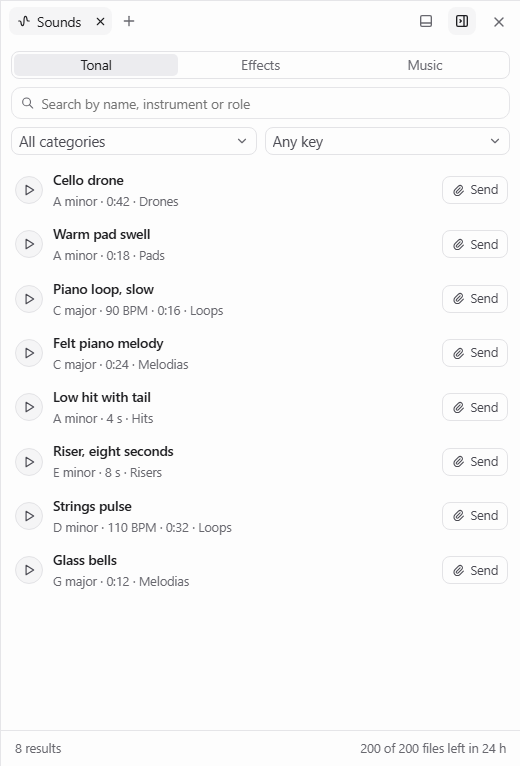 Sounds
Tonal
Effects
Music
Search by name, instrument or role
All categories
Any key
Cello drone
A minor · 0:42 · Drones
Send
Warm pad swell
A minor · 0:18 · Pads
Send
Piano loop, slow
C major · 90 BPM · 0:16 · Loops
Send
Felt piano melody
C major · 0:24 · Melodias
Send
Low hit with tail
A minor · 4 s · Hits
Send
Riser, eight seconds
E minor · 8 s · Risers
Send
Strings pulse
D minor · 110 BPM · 0:32 · Loops
Send
Glass bells
G major · 0:12 · Melodias
Send
8 results
200 of 200 files left in 24 h